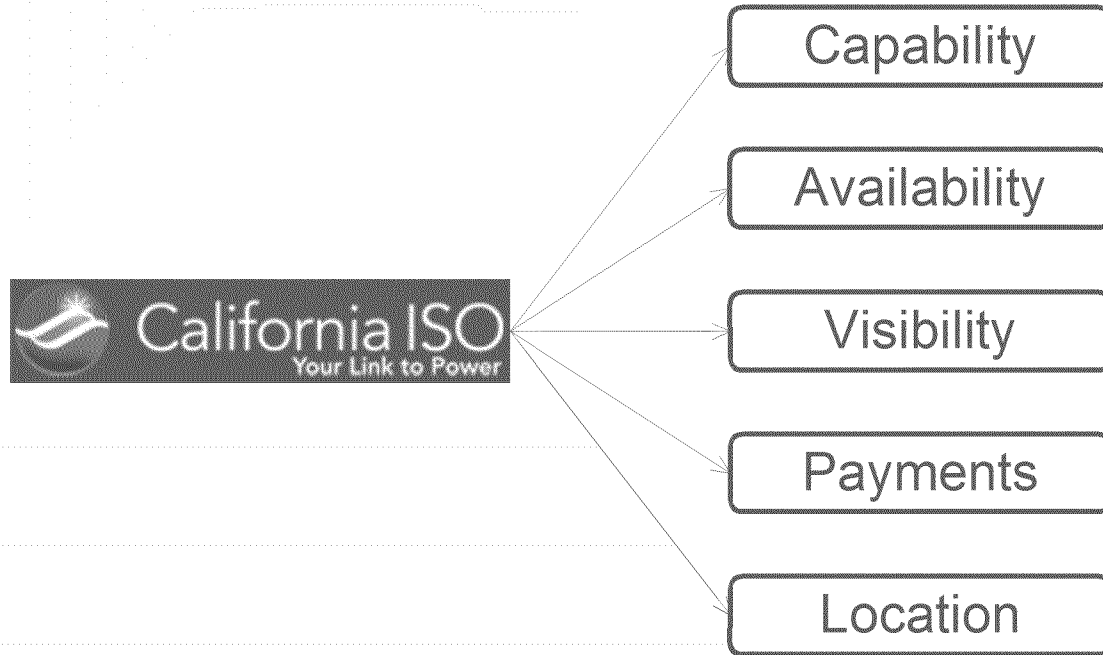 Capability
Availability
California ISO
Your Link to Power
Visibility
Payments
Location